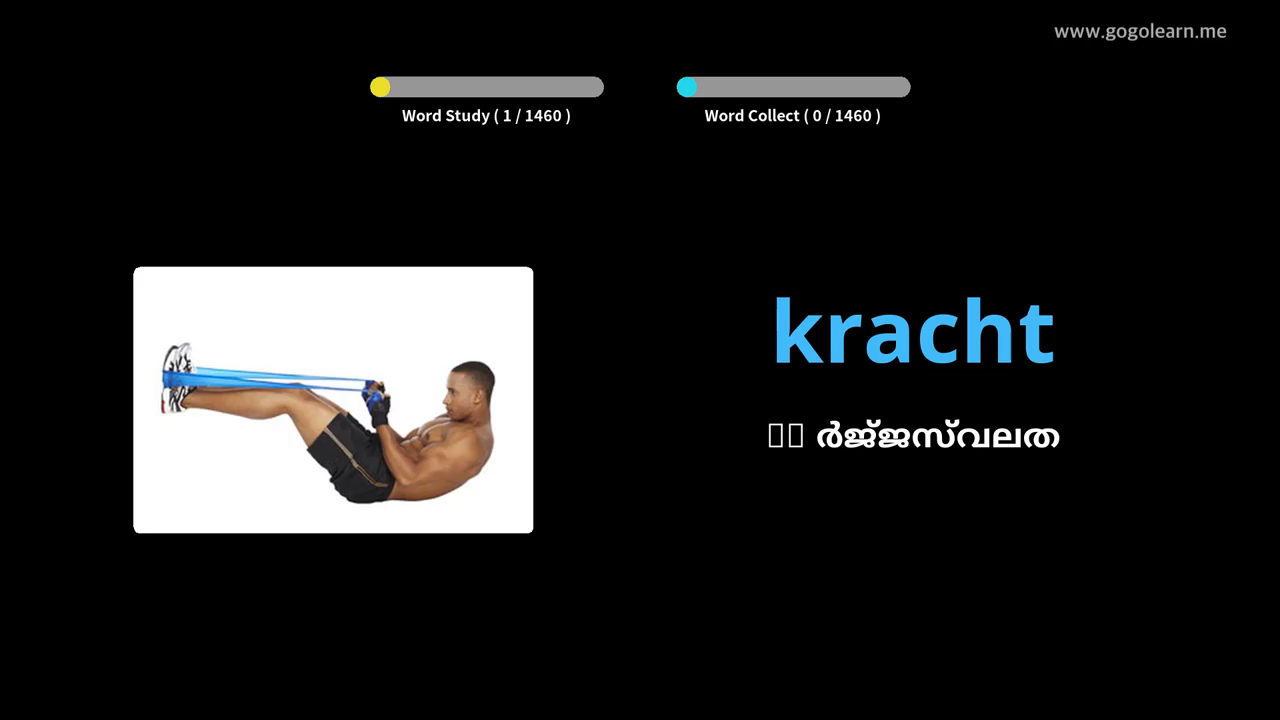 www.gogolearn.me
Word Study ( 1 / 1460 )
Word Collect ( 0 / 1460 )
kracht
ർജ്ജസ്വലത